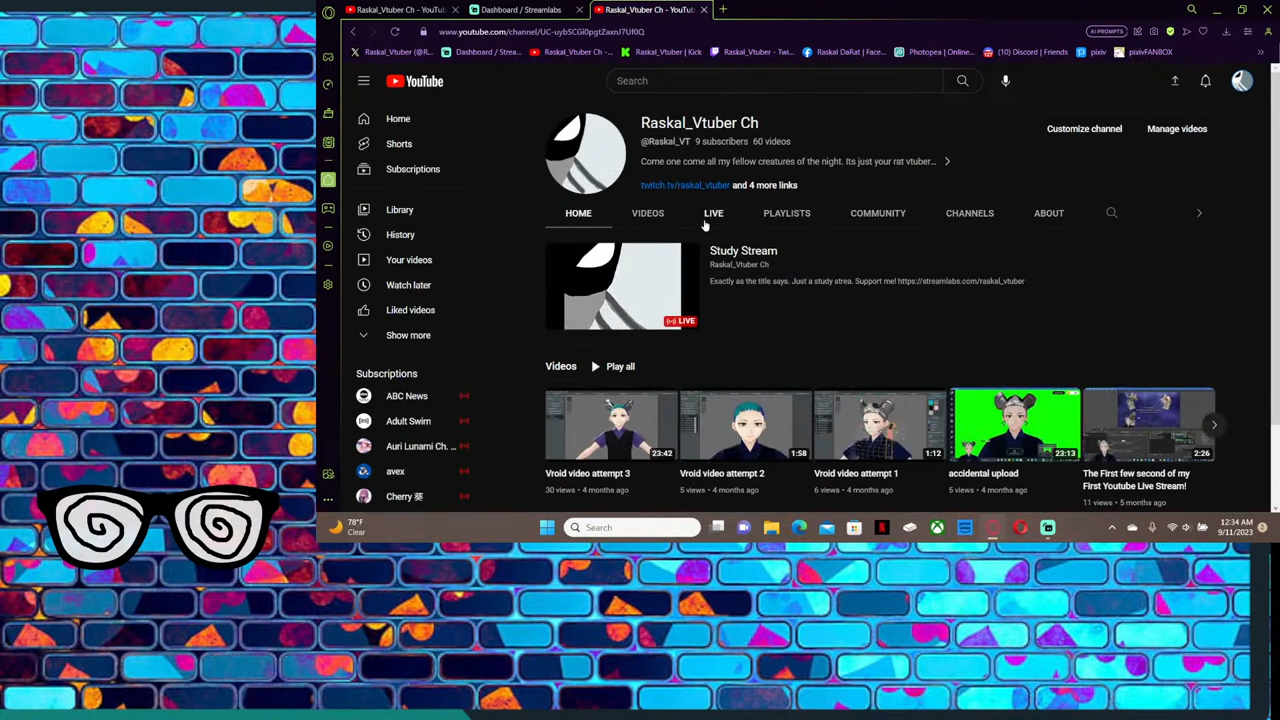 Raskal_Vtuber Ch - YouTub
Dashboard / Streamlabs
Raskal_Vtuber Ch - YouTub
www.youtube.com/channel/UC-uybSCGi0pgtZaxnJ7Uf0Q
AI PROMPTS
Raskal_Vtuber (@R...
Dashboard / Strea...
Raskal_Vtuber Ch -...
Raskal_Vtuber | Kick
Raskal_Vtuber - Twi...
Raskal DaRat | Face...
Photopea | Online...
(10) Discord | Friends
pixiv
pixivFANBOX
YouTube
Search
Home
Shorts
Subscriptions
Library
History
Your videos
Watch later
Liked videos
Show more
Subscriptions
ABC News
Adult Swim
Auri Lunami Ch. ...
avex
Cherry 葵
Raskal_Vtuber Ch
@Raskal_VT 9 subscribers 60 videos
Come one come all my fellow creatures of the night. Its just your rat vtuber...
twitch.tv/raskal_vtuber and 4 more links
Customize channel
Manage videos
HOME
VIDEOS
LIVE
PLAYLISTS
COMMUNITY
CHANNELS
ABOUT
LIVE
Study Stream
Raskal_Vtuber Ch
Exactly as the title says. Just a study strea. Support me! https://streamlabs.com/raskal_vtuber
Videos
Play all
23:42
Vroid video attempt 3
30 views • 4 months ago
1:58
Vroid video attempt 2
5 views • 4 months ago
1:12
Vroid video attempt 1
6 views • 4 months ago
23:13
accidental upload
5 views • 4 months ago
2:26
The First few second of my
First Youtube Live Stream!
11 views • 5 months ago
78°F
Clear
Search
12:34 AM
9/11/2023